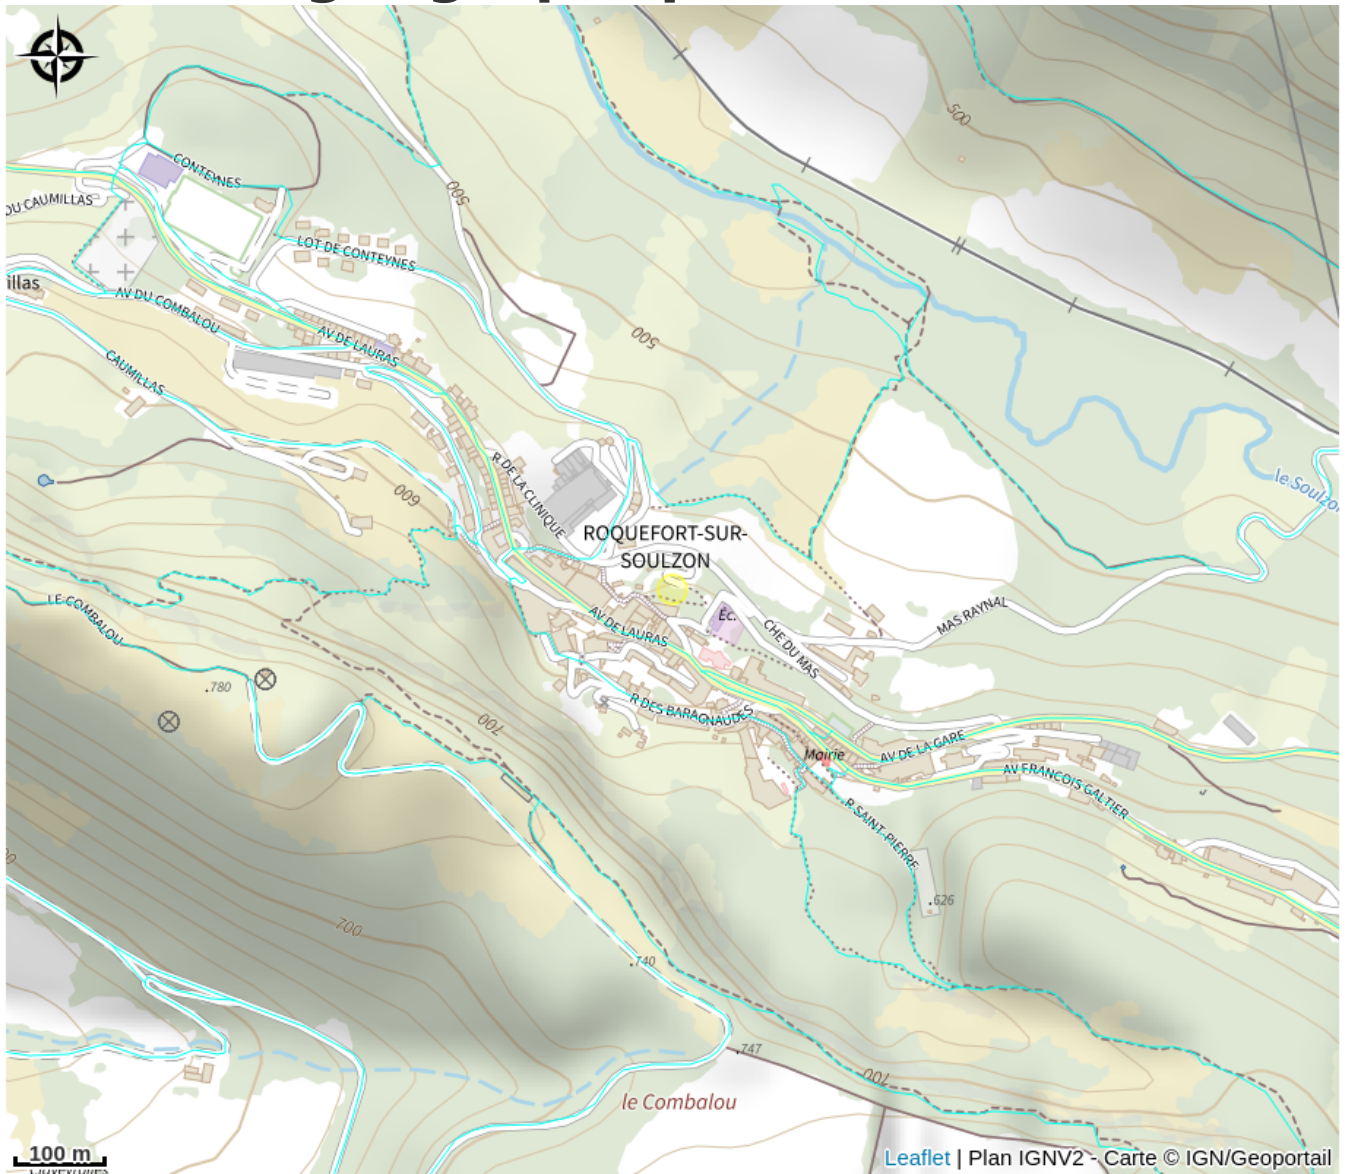 500
CONTEYNES
DU CAUMILLAS
500
LOT DE CONTEYNES
illas
AV DU COMBALOU
AV DE LAURAS
500
CAUMILLAS
R DE LA CLINIQUE
600
le Soulzo
ROQUEFORT-SUR-
SOULZON
LE COMBALOU
AV DE LAURAS
Éc.
CHE DU MAS
MAS RAYNAL
.780
700
R DES BARAGNAUDES
Mairie
AV DE LA GARE
AV FRANCOIS GALTIER
R SAINT-PIERRE
.626
700
.740
.747
700
le Combalou
100 m
Leaflet | Plan IGNV2 - Carte © IGN/Geoportail